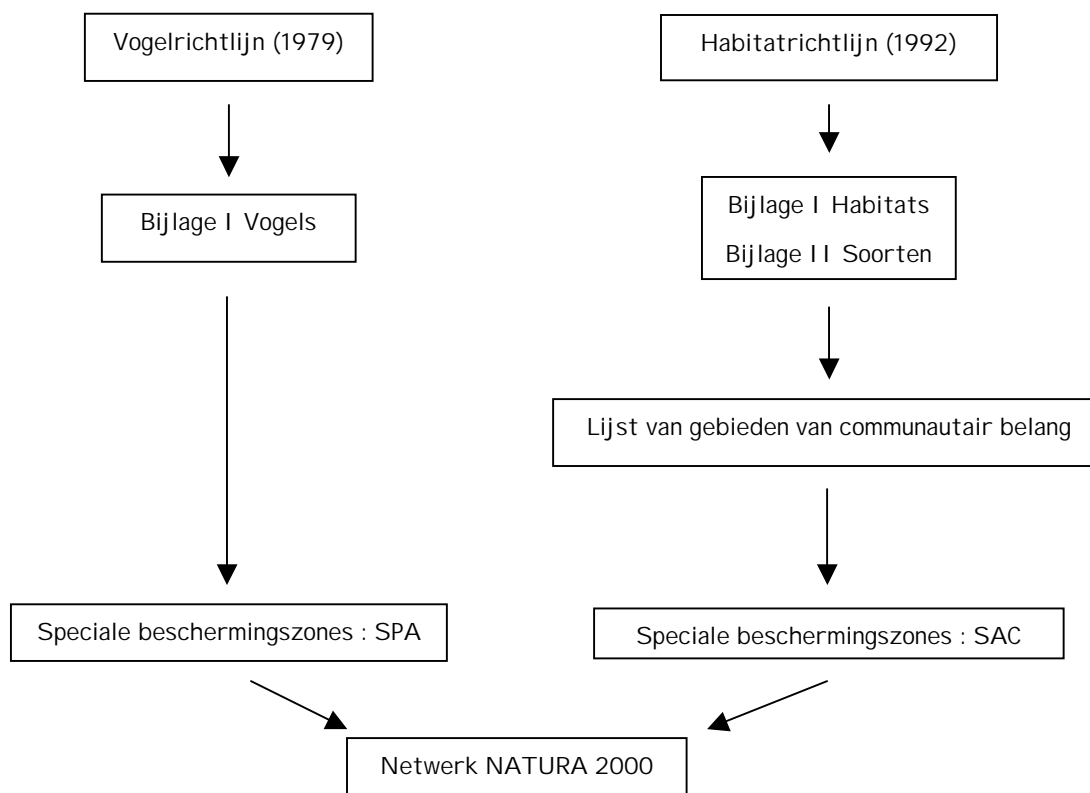 Vogelrichtlijn (1979)
Habitatrichtlijn (1992)
Bijlage I Vogels
Bijlage I Habitats
Bijlage II Soorten
Lijst van gebieden van communautair belang
Speciale beschermingszones : SPA
Speciale beschermingszones : SAC
Netwerk NATURA 2000